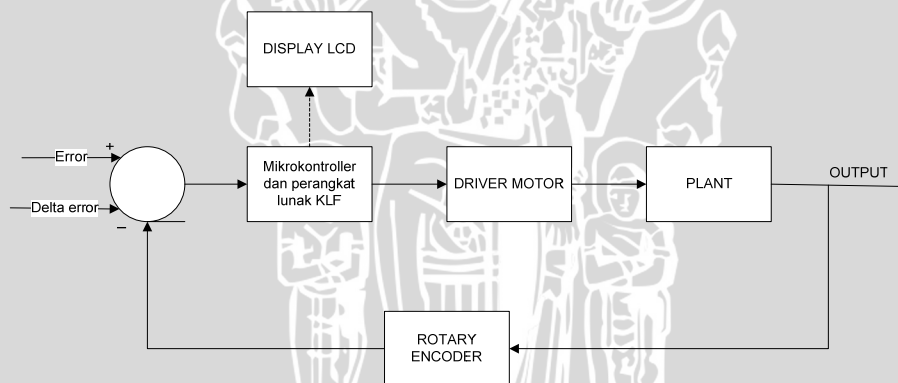 DISPLAY LCD
+
Error
Delta error
−
Mikrokontroller
dan perangkat
lunak KLF
DRIVER MOTOR
PLANT
OUTPUT
ROTARY
ENCODER